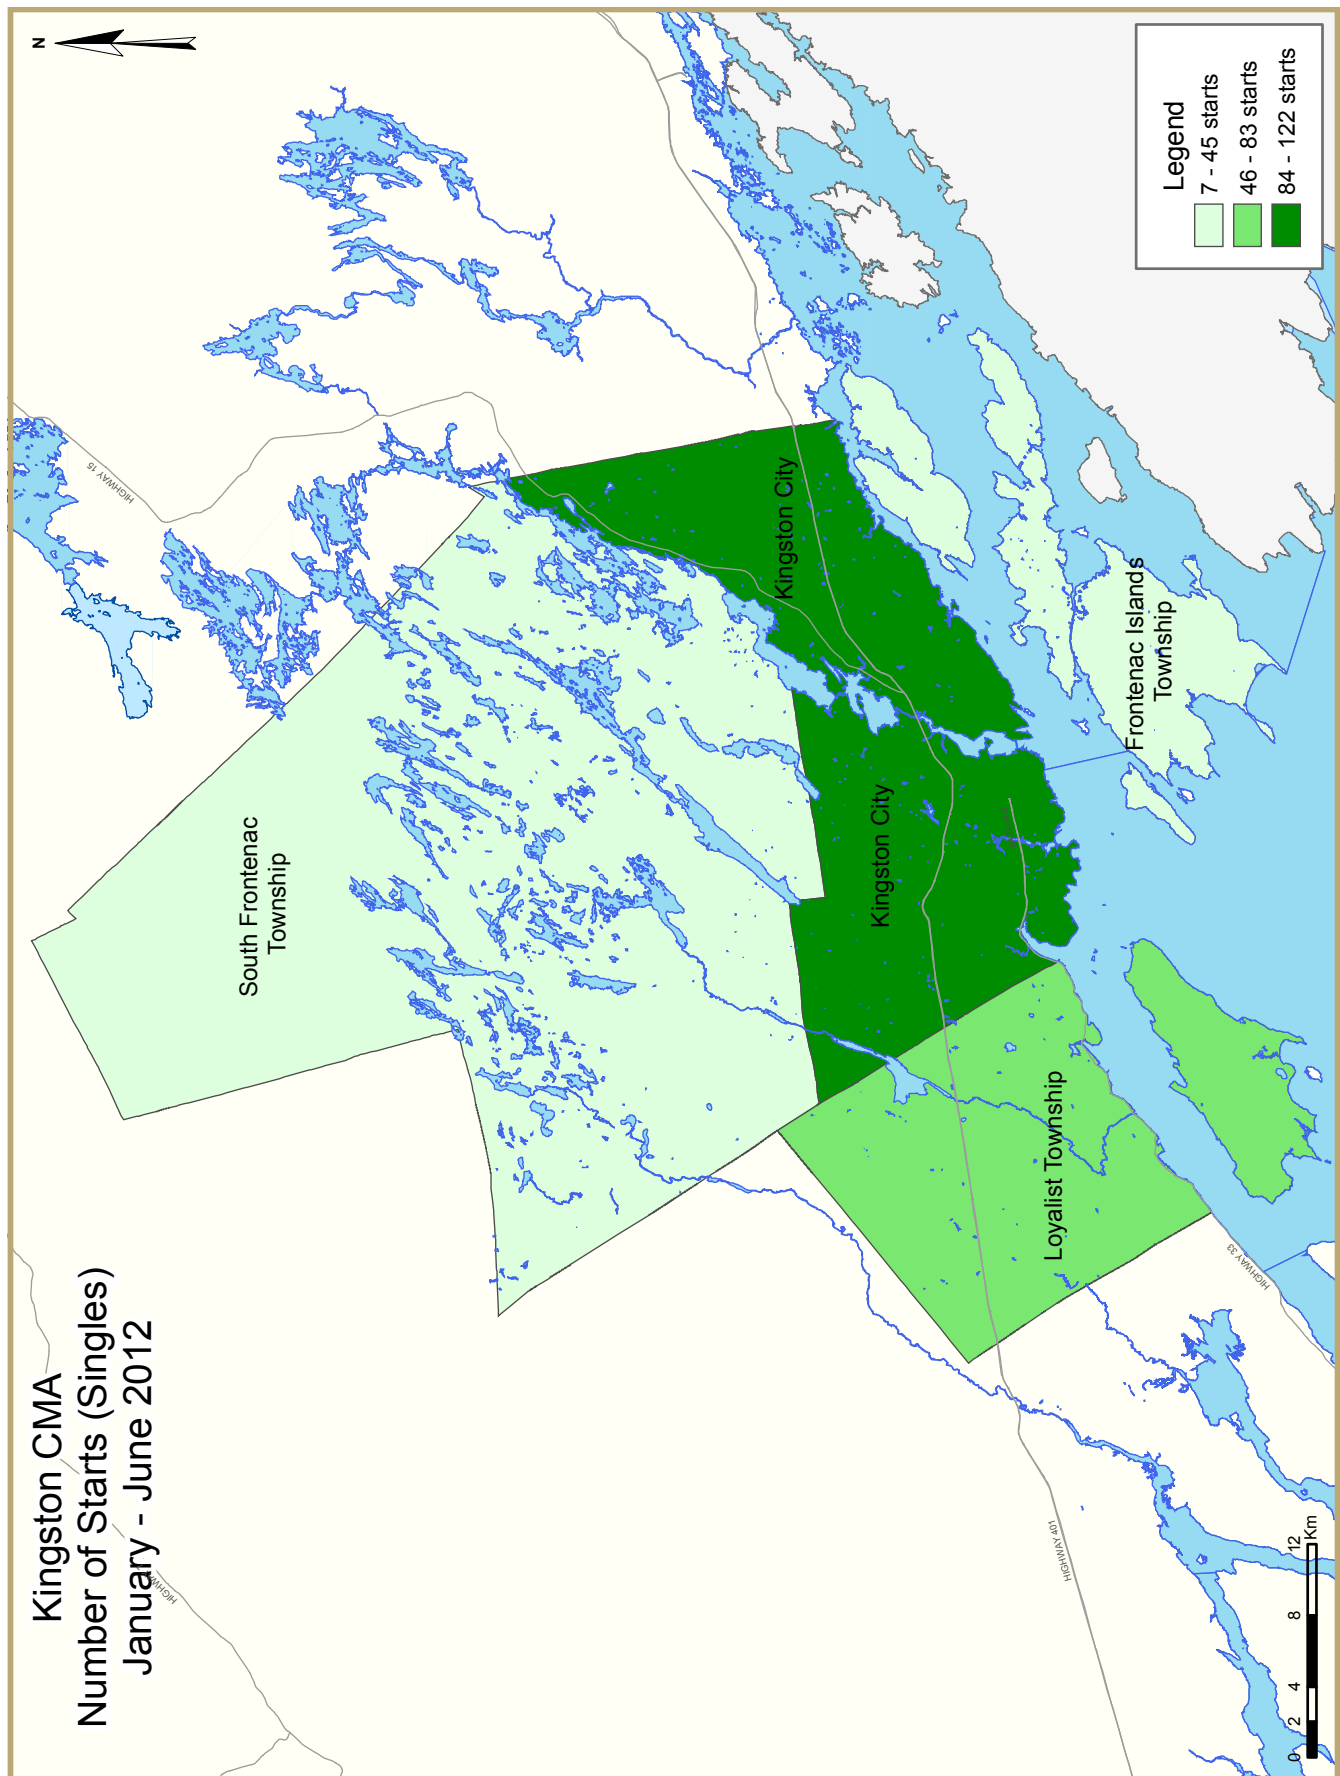 Kingston CMA
Number of Starts (Singles)
January - June 2012
N
HIGHWAY 15
South Frontenac
Township
Kingston City
Kingston City
Frontenac Islands
Township
Loyalist Township
HIGHWAY 33
HIGHWAY 401
Legend
7 - 45 starts
46 - 83 starts
84 - 122 starts
0 2 4 8 12
Km